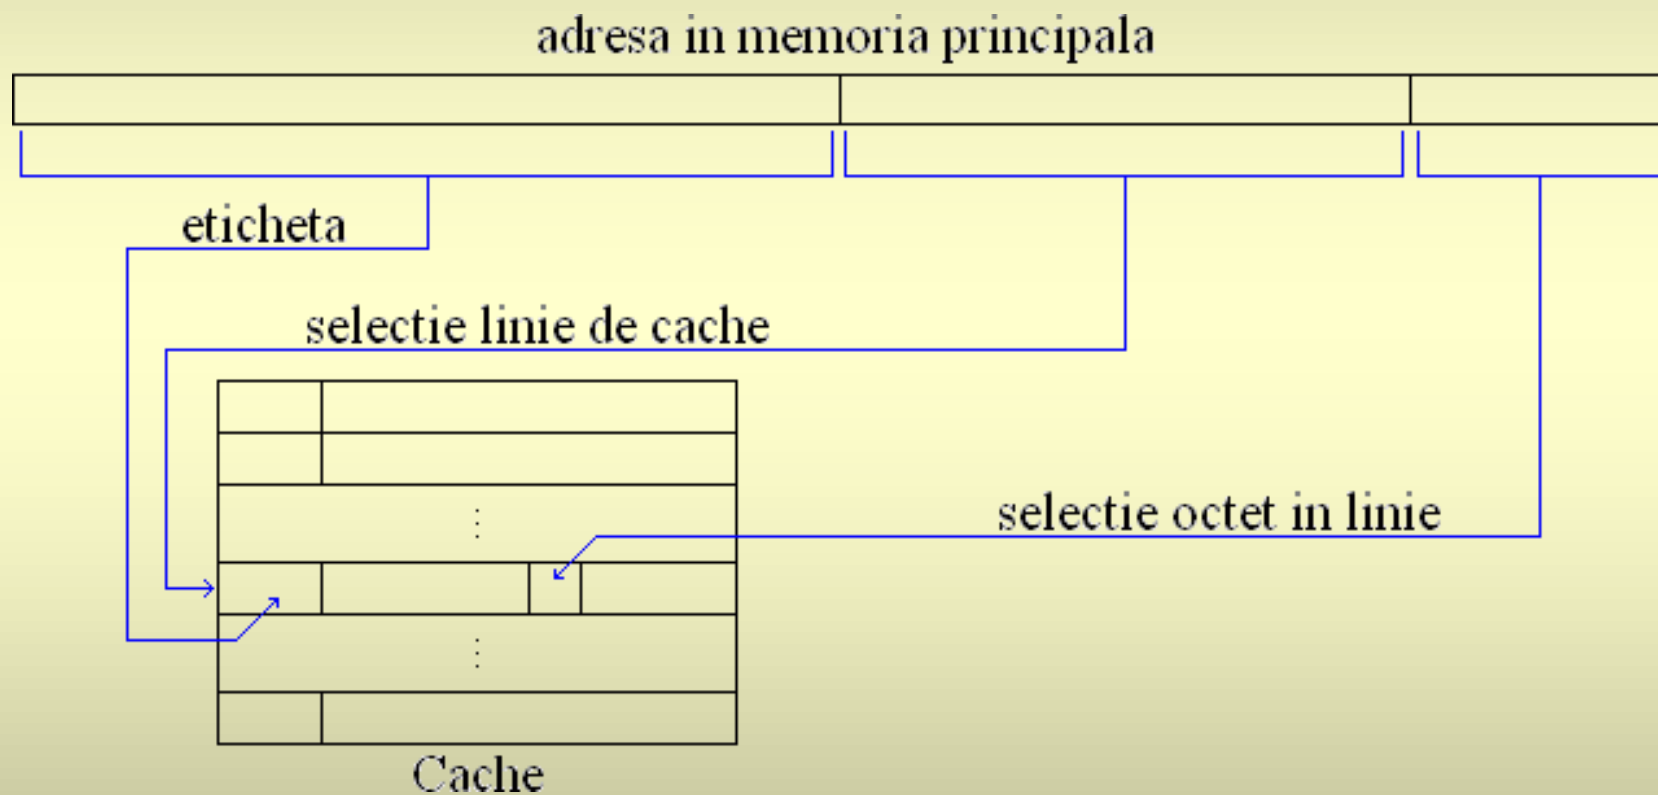 adresa in memoria principala
eticheta
selectie linie de cache
selectie octet in linie
Cache